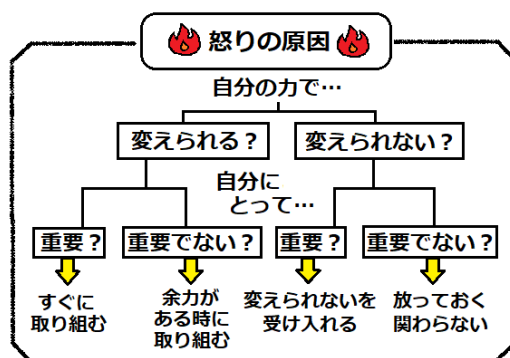 怒りの原因
自分の力で…
変えられる?
変えられない?
自分に
とって…
重要?
重要でない?
重要?
重要でない?
すぐに
取り組む
余力が
ある時に
取り組む
変えられないを
受け入れる
放っておく
関わらない